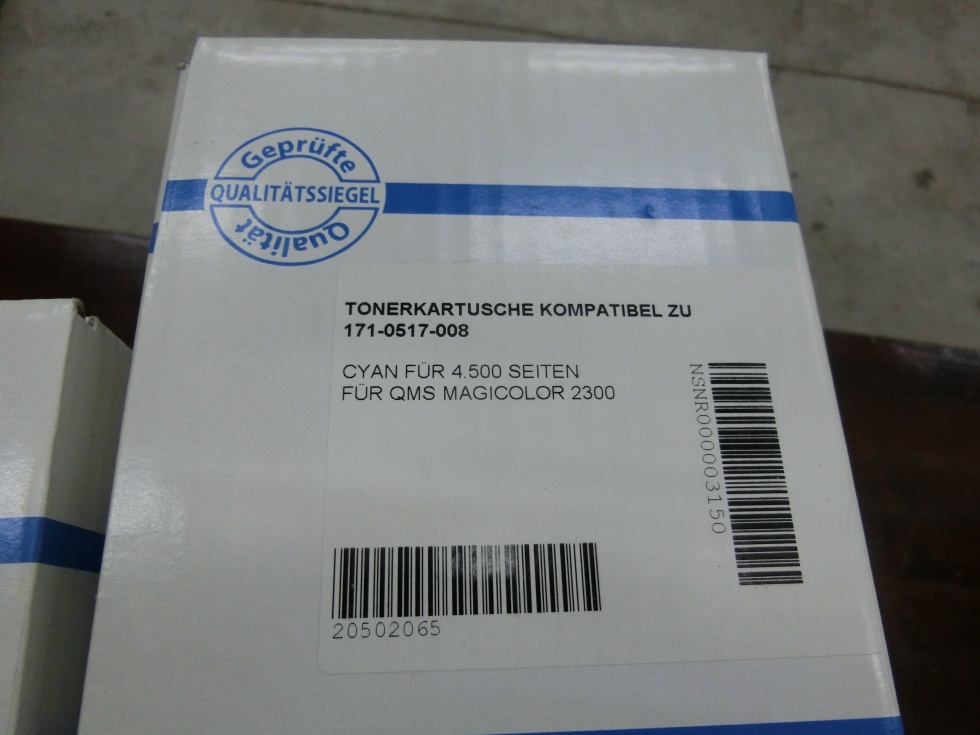 Geprüfte
QUALITÄTSSIEGEL
Qualität
TONERKARTUSCHE KOMPATIBEL ZU
171-0517-008
CYAN FÜR 4.500 SEITEN
FÜR QMS MAGICOLOR 2300
NSNR000003150
20502065